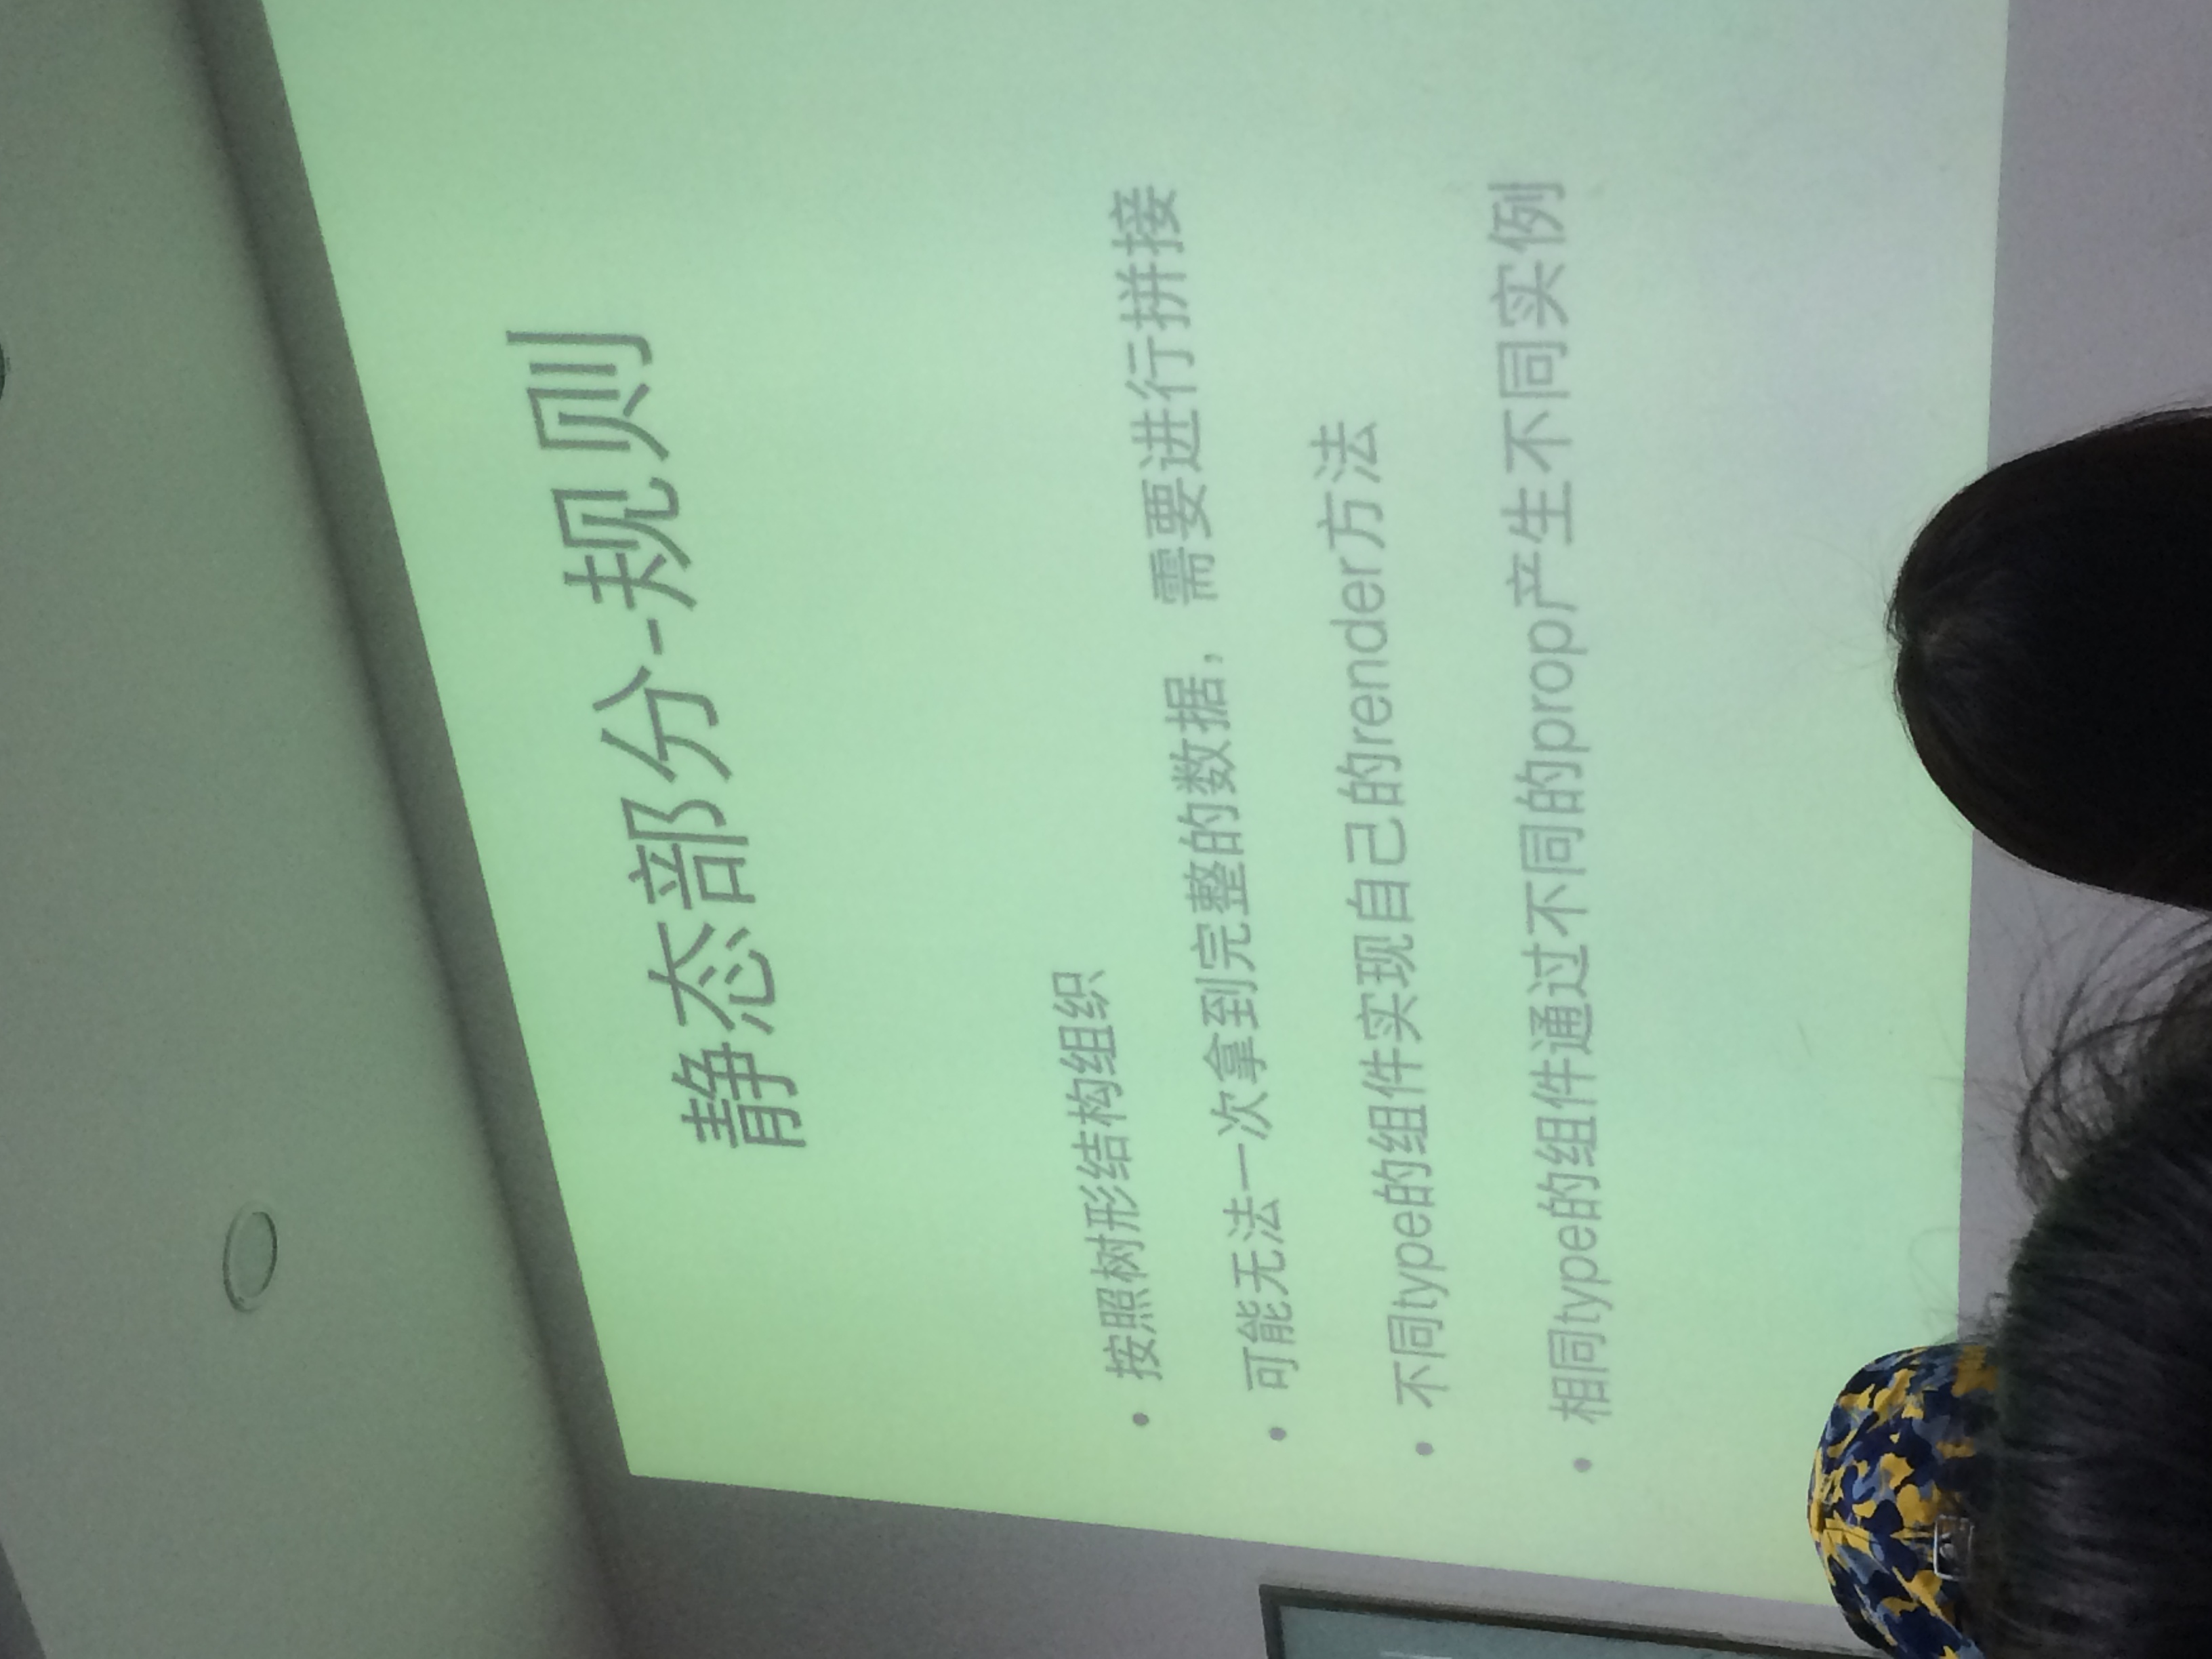 静态部分-规则
• 按照树形结构组织
• 可能无法一次拿到完整的数据，需要进行拼接
• 不同type的组件实现自己的render方法
• 相同type的组件通过不同的prop产生不同实例